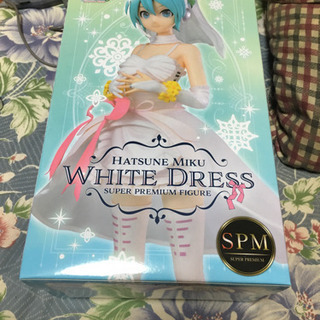 HATSUNE MIKU
WHITE DRESS
SUPER PREMIUM FIGURE
SPM
SUPER PREMIUM